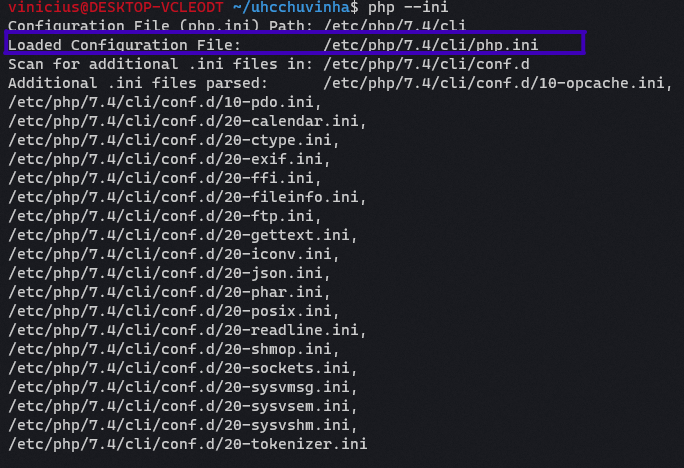 vinicius@DESKTOP-VCLEODT ~/uhcchuvinha$ php --ini
Configuration File (php.ini) Path: /etc/php/7.4/cli
Loaded Configuration File:         /etc/php/7.4/cli/php.ini
Scan for additional .ini files in: /etc/php/7.4/cli/conf.d
Additional .ini files parsed:      /etc/php/7.4/cli/conf.d/10-opcache.ini,
/etc/php/7.4/cli/conf.d/10-pdo.ini,
/etc/php/7.4/cli/conf.d/20-calendar.ini,
/etc/php/7.4/cli/conf.d/20-ctype.ini,
/etc/php/7.4/cli/conf.d/20-exif.ini,
/etc/php/7.4/cli/conf.d/20-ffi.ini,
/etc/php/7.4/cli/conf.d/20-fileinfo.ini,
/etc/php/7.4/cli/conf.d/20-ftp.ini,
/etc/php/7.4/cli/conf.d/20-gettext.ini,
/etc/php/7.4/cli/conf.d/20-iconv.ini,
/etc/php/7.4/cli/conf.d/20-json.ini,
/etc/php/7.4/cli/conf.d/20-phar.ini,
/etc/php/7.4/cli/conf.d/20-posix.ini,
/etc/php/7.4/cli/conf.d/20-readline.ini,
/etc/php/7.4/cli/conf.d/20-shmop.ini,
/etc/php/7.4/cli/conf.d/20-sockets.ini,
/etc/php/7.4/cli/conf.d/20-sysvmsg.ini,
/etc/php/7.4/cli/conf.d/20-sysvsem.ini,
/etc/php/7.4/cli/conf.d/20-sysvshm.ini,
/etc/php/7.4/cli/conf.d/20-tokenizer.ini